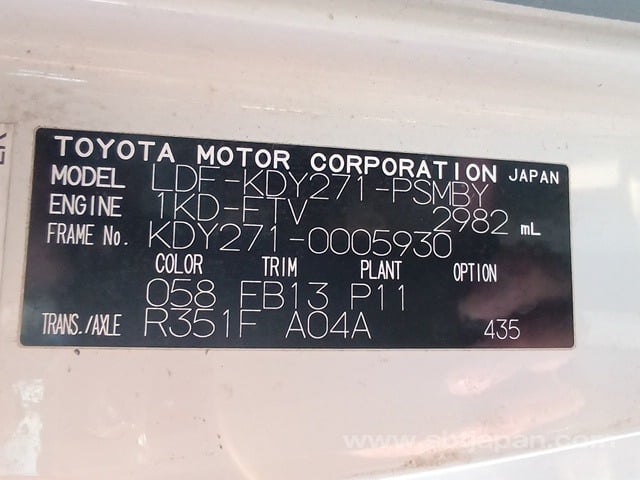 TOYOTA MOTOR CORPORATION JAPAN
MODEL LDF-KDY271-PSMBY
ENGINE 1KD-FTV 2982 mL
FRAME No. KDY271-0005930
COLOR TRIM PLANT OPTION
058 FB13 P11
TRANS./AXLE R351F A04A 435
www.sbtjapan.com